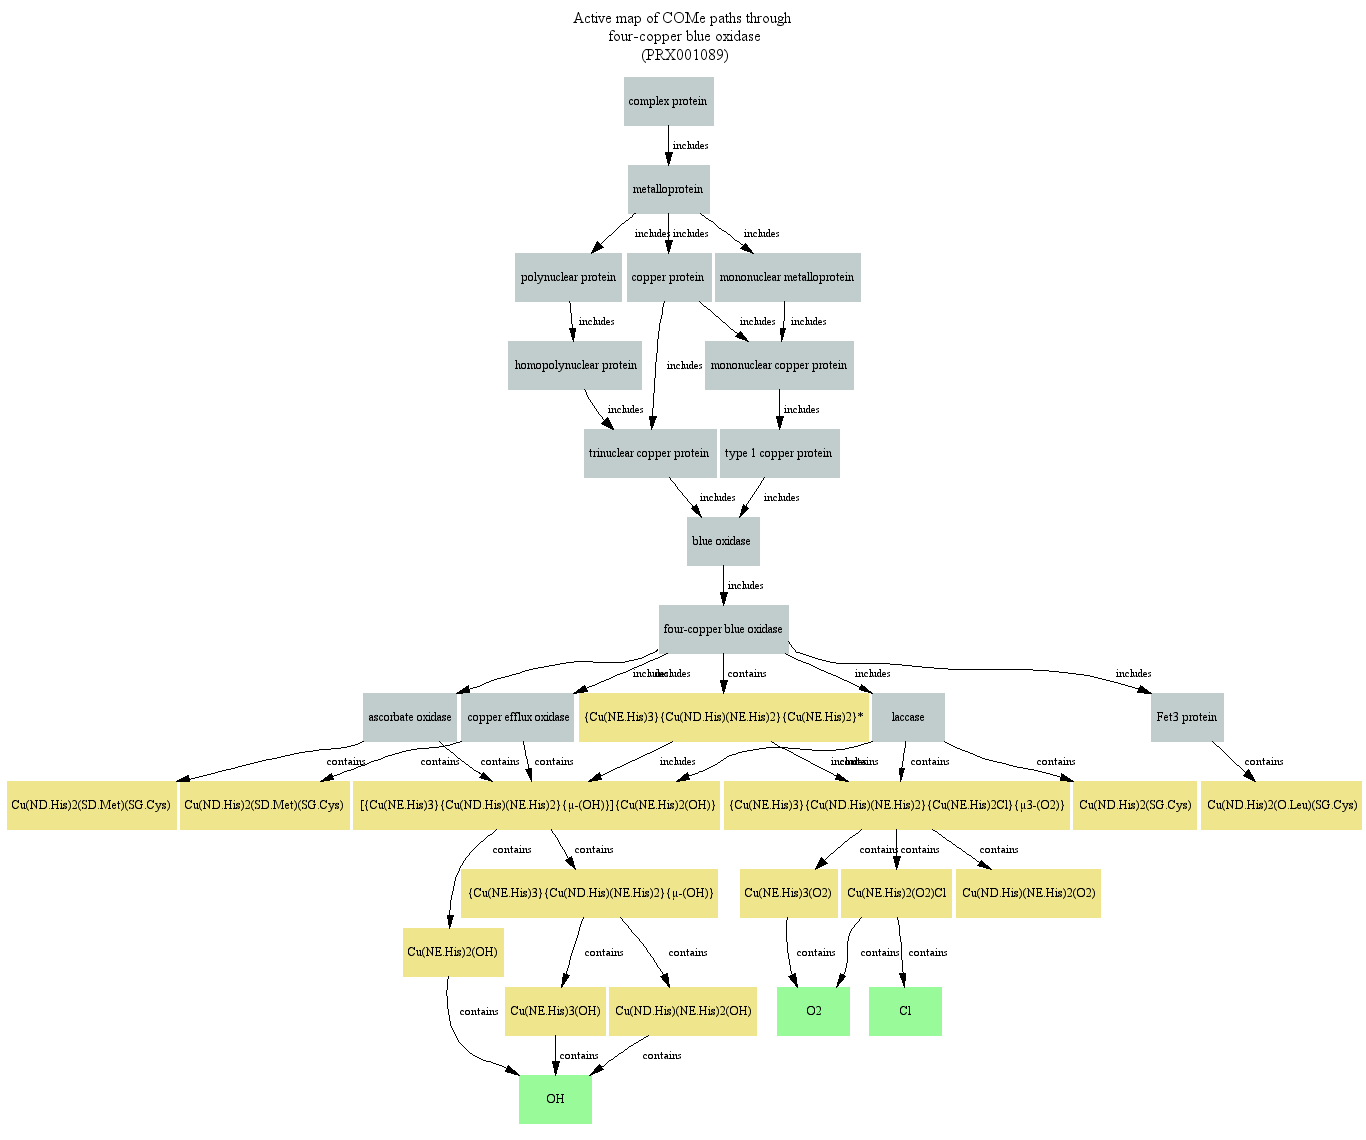 Active map of COMe paths through
four-copper blue oxidase
(PRX001089)
complex protein
includes
metalloprotein
includes includes includes
polynuclear protein copper protein mononuclear metalloprotein
includes includes includes
homopolynuclear protein includes mononuclear copper protein
includes includes
trinuclear copper protein type 1 copper protein
includes includes
blue oxidase
includes
four-copper blue oxidase
includes includes contains includes includes
ascorbate oxidase copper efflux oxidase {Cu(NE.His)3}{Cu(ND.His)(NE.His)2}{Cu(NE.His)2}* laccase Fet3 protein
contains contains contains contains includes includes contains contains contains contains
Cu(ND.His)2(SD.Met)(SG.Cys) Cu(ND.His)2(SD.Met)(SG.Cys) [{Cu(NE.His)3}{Cu(ND.His)(NE.His)2}{μ-(OH)}]{Cu(NE.His)2(OH)} {Cu(NE.His)3}{Cu(ND.His)(NE.His)2}{Cu(NE.His)2Cl}{μ3-(O2)} Cu(ND.His)2(SG.Cys) Cu(ND.His)2(O.Leu)(SG.Cys)
contains contains contains contains contains
{Cu(NE.His)3}{Cu(ND.His)(NE.His)2}{μ-(OH)} Cu(NE.His)3(O2) Cu(NE.His)2(O2)Cl Cu(ND.His)(NE.His)2(O2)
Cu(NE.His)2(OH) contains contains contains contains contains
contains Cu(NE.His)3(OH) Cu(ND.His)(NE.His)2(OH) O2 Cl
contains contains
OH